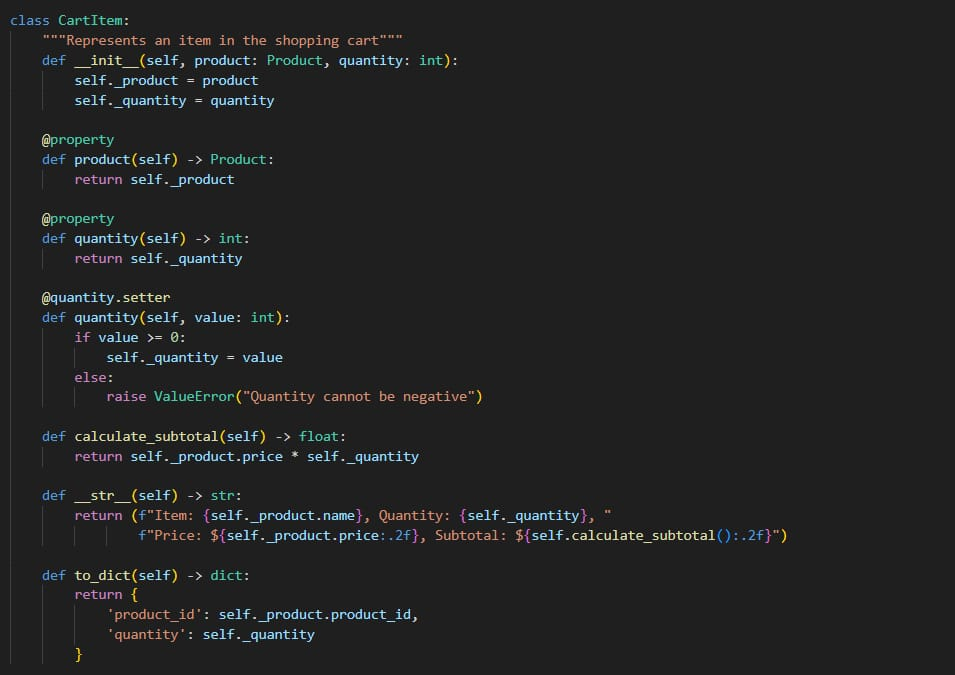 class CartItem:
    """Represents an item in the shopping cart"""
    def __init__(self, product: Product, quantity: int):
        self._product = product
        self._quantity = quantity

    @property
    def product(self) -> Product:
        return self._product

    @property
    def quantity(self) -> int:
        return self._quantity

    @quantity.setter
    def quantity(self, value: int):
        if value >= 0:
            self._quantity = value
        else:
            raise ValueError("Quantity cannot be negative")

    def calculate_subtotal(self) -> float:
        return self._product.price * self._quantity

    def __str__(self) -> str:
        return (f"Item: {self._product.name}, Quantity: {self._quantity}, "
                f"Price: ${self._product.price:.2f}, Subtotal: ${self.calculate_subtotal():.2f}")

    def to_dict(self) -> dict:
        return {
            'product_id': self._product.product_id,
            'quantity': self._quantity
        }